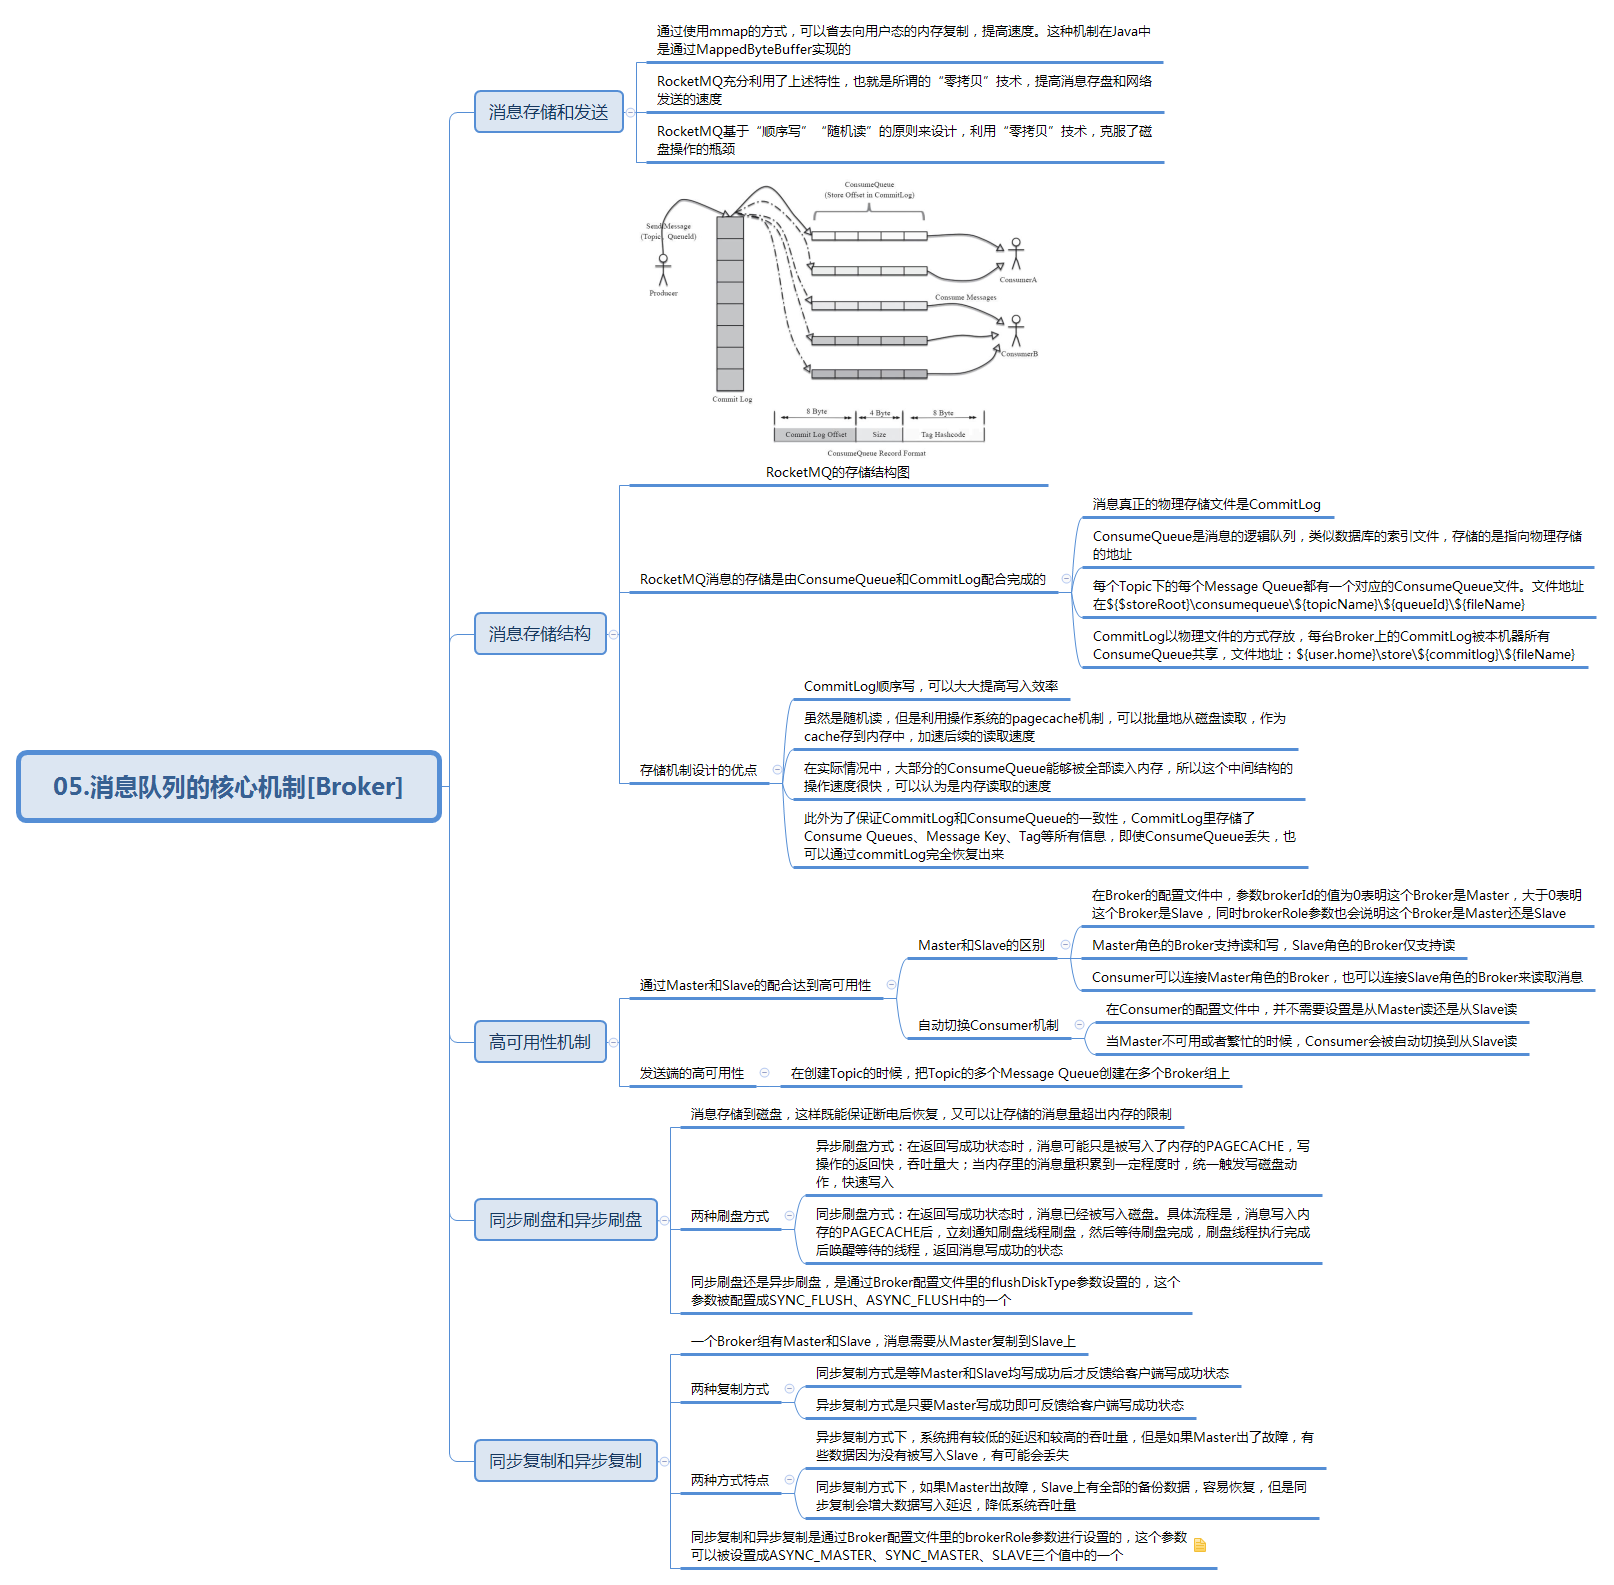 05.消息队列的核心机制[Broker]
消息存储和发送
通过使用mmap的方式，可以省去向用户态的内存复制，提高速度。这种机制在Java中
是通过MappedByteBuffer实现的
RocketMQ充分利用了上述特性，也就是所谓的“零拷贝”技术，提高消息存盘和网络
发送的速度
RocketMQ基于“顺序写”“随机读”的原则来设计，利用“零拷贝”技术，克服了磁
盘操作的瓶颈
消息存储结构
ConsumeQueue
(Store Offset in CommitLog)
Send Message
(Topic、QueueId)
Producer
ConsumerA
Consume Messages
ConsumerB
Commit Log
8 Byte
4 Byte
8 Byte
Commit Log Offset
Size
Tag Hashcode
ConsumeQueue Record Format
RocketMQ的存储结构图
RocketMQ消息的存储是由ConsumeQueue和CommitLog配合完成的
消息真正的物理存储文件是CommitLog
ConsumeQueue是消息的逻辑队列，类似数据库的索引文件，存储的是指向物理存储
的地址
每个Topic下的每个Message Queue都有一个对应的ConsumeQueue文件。文件地址
在${$storeRoot}\consumequeue\${topicName}\${queueId}\${fileName}
CommitLog以物理文件的方式存放，每台Broker上的CommitLog被本机器所有
ConsumeQueue共享，文件地址：${user.home}\store\${commitlog}\${fileName}
存储机制设计的优点
CommitLog顺序写，可以大大提高写入效率
虽然是随机读，但是利用操作系统的pagecache机制，可以批量地从磁盘读取，作为
cache存到内存中，加速后续的读取速度
在实际情况中，大部分的ConsumeQueue能够被全部读入内存，所以这个中间结构的
操作速度很快，可以认为是内存读取的速度
此外为了保证CommitLog和ConsumeQueue的一致性，CommitLog里存储了
Consume Queues、Message Key、Tag等所有信息，即使ConsumeQueue丢失，也
可以通过commitLog完全恢复出来
高可用性机制
通过Master和Slave的配合达到高可用性
Master和Slave的区别
在Broker的配置文件中，参数brokerId的值为0表明这个Broker是Master，大于0表明
这个Broker是Slave，同时brokerRole参数也会说明这个Broker是Master还是Slave
Master角色的Broker支持读和写，Slave角色的Broker仅支持读
Consumer可以连接Master角色的Broker，也可以连接Slave角色的Broker来读取消息
自动切换Consumer机制
在Consumer的配置文件中，并不需要设置是从Master读还是从Slave读
当Master不可用或者繁忙的时候，Consumer会被自动切换到从Slave读
发送端的高可用性
在创建Topic的时候，把Topic的多个Message Queue创建在多个Broker组上
同步刷盘和异步刷盘
消息存储到磁盘，这样既能保证断电后恢复，又可以让存储的消息量超出内存的限制
两种刷盘方式
异步刷盘方式：在返回写成功状态时，消息可能只是被写入了内存的PAGECACHE，写
操作的返回快，吞吐量大；当内存里的消息量积累到一定程度时，统一触发写磁盘动
作，快速写入
同步刷盘方式：在返回写成功状态时，消息已经被写入磁盘。具体流程是，消息写入内
存的PAGECACHE后，立刻通知刷盘线程刷盘，然后等待刷盘完成，刷盘线程执行完成
后唤醒等待的线程，返回消息写成功的状态
同步刷盘还是异步刷盘，是通过Broker配置文件里的flushDiskType参数设置的，这个
参数被配置成SYNC_FLUSH、ASYNC_FLUSH中的一个
同步复制和异步复制
一个Broker组有Master和Slave，消息需要从Master复制到Slave上
两种复制方式
同步复制方式是等Master和Slave均写成功后才反馈给客户端写成功状态
异步复制方式是只要Master写成功即可反馈给客户端写成功状态
两种方式特点
异步复制方式下，系统拥有较低的延迟和较高的吞吐量，但是如果Master出了故障，有
些数据因为没有被写入Slave，有可能会丢失
同步复制方式下，如果Master出故障，Slave上有全部的备份数据，容易恢复，但是同
步复制会增大数据写入延迟，降低系统吞吐量
同步复制和异步复制是通过Broker配置文件里的brokerRole参数进行设置的，这个参数
可以被设置成ASYNC_MASTER、SYNC_MASTER、SLAVE三个值中的一个